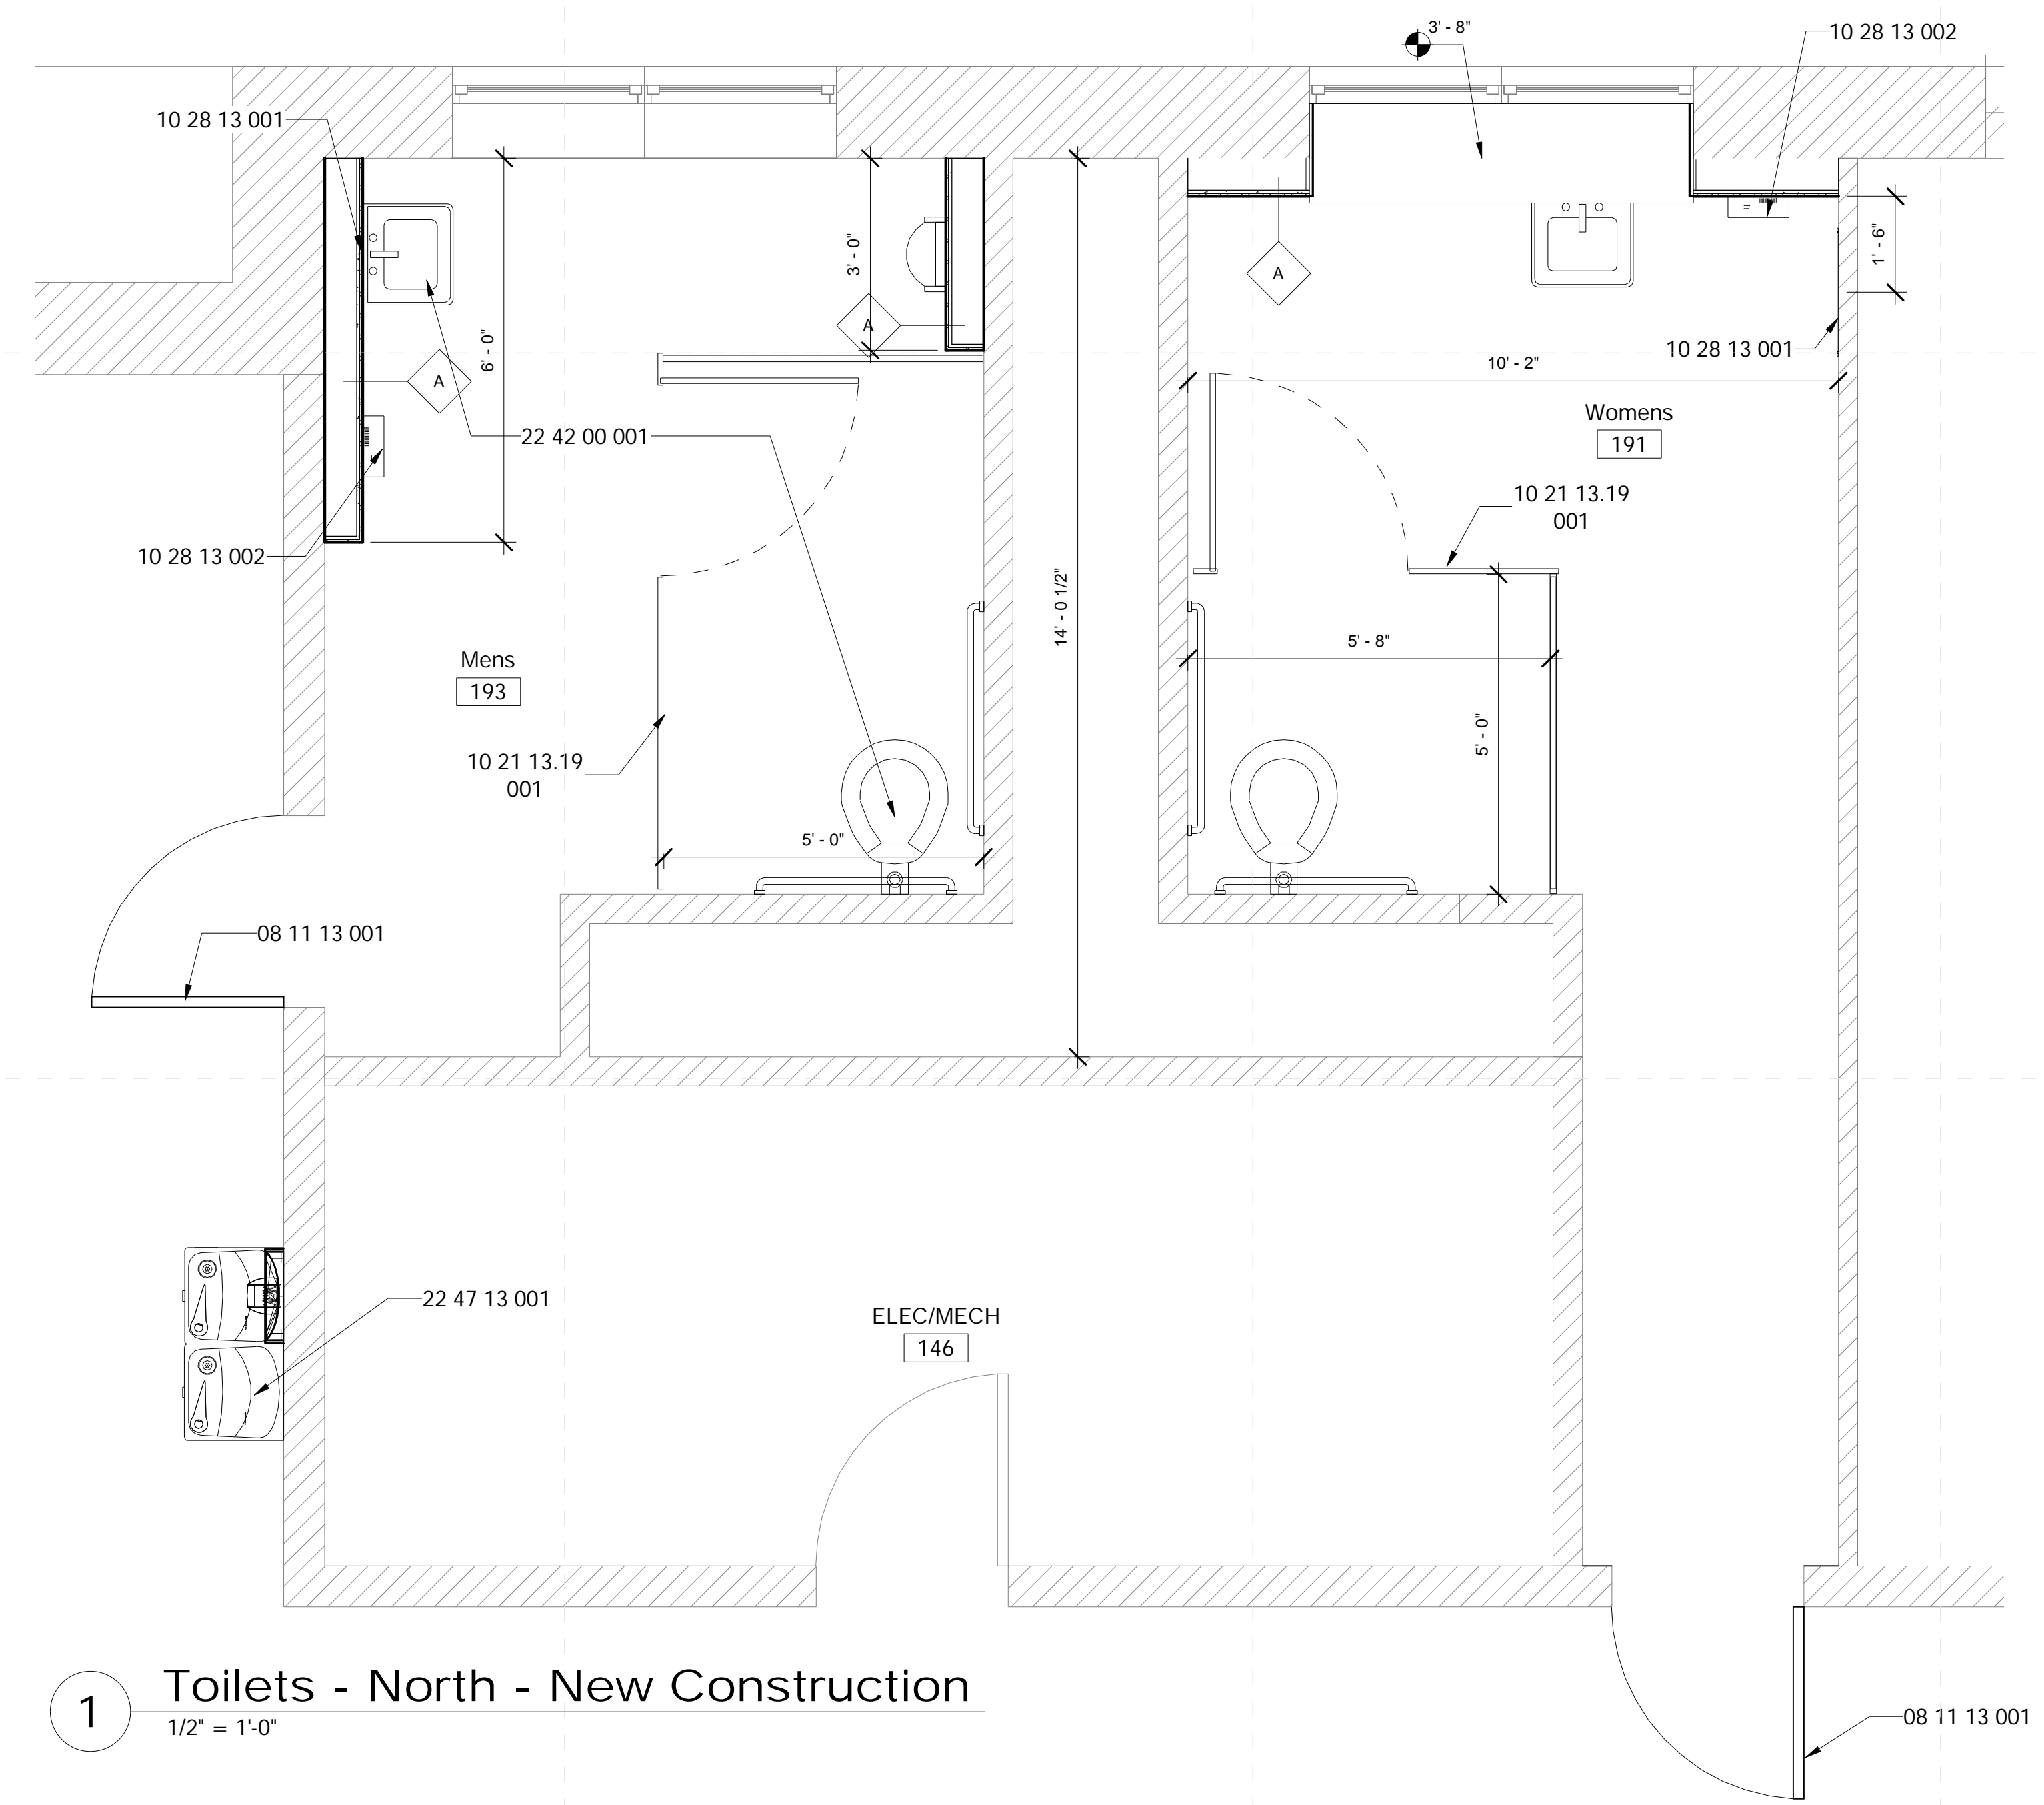 3' - 8"
10 28 13 002
10 28 13 001
3' - 0"
1' - 6"
A
A
6' - 0"
10 28 13 001
10' - 2"
A
Womens
191
22 42 00 001
10 21 13.19
001
10 28 13 002
14' - 0 1/2"
5' - 8"
Mens
193
5' - 0"
10 21 13.19
001
5' - 0"
08 11 13 001
22 47 13 001
ELEC/MECH
146
1
Toilets - North - New Construction
1/2" = 1'-0"
08 11 13 001